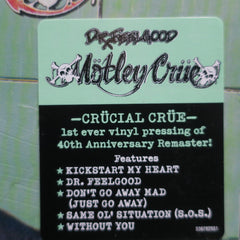 DR. FEELGOOD
Mötley Crüe
—CRÜCIAL CRÜE—
1st ever vinyl pressing of
40th Anniversary Remaster!
Features
★ KICKSTART MY HEART
★ DR. FEELGOOD
★ DON'T GO AWAY MAD
(JUST GO AWAY)
★ SAME OL' SITUATION (S.O.S.)
★ WITHOUT YOU